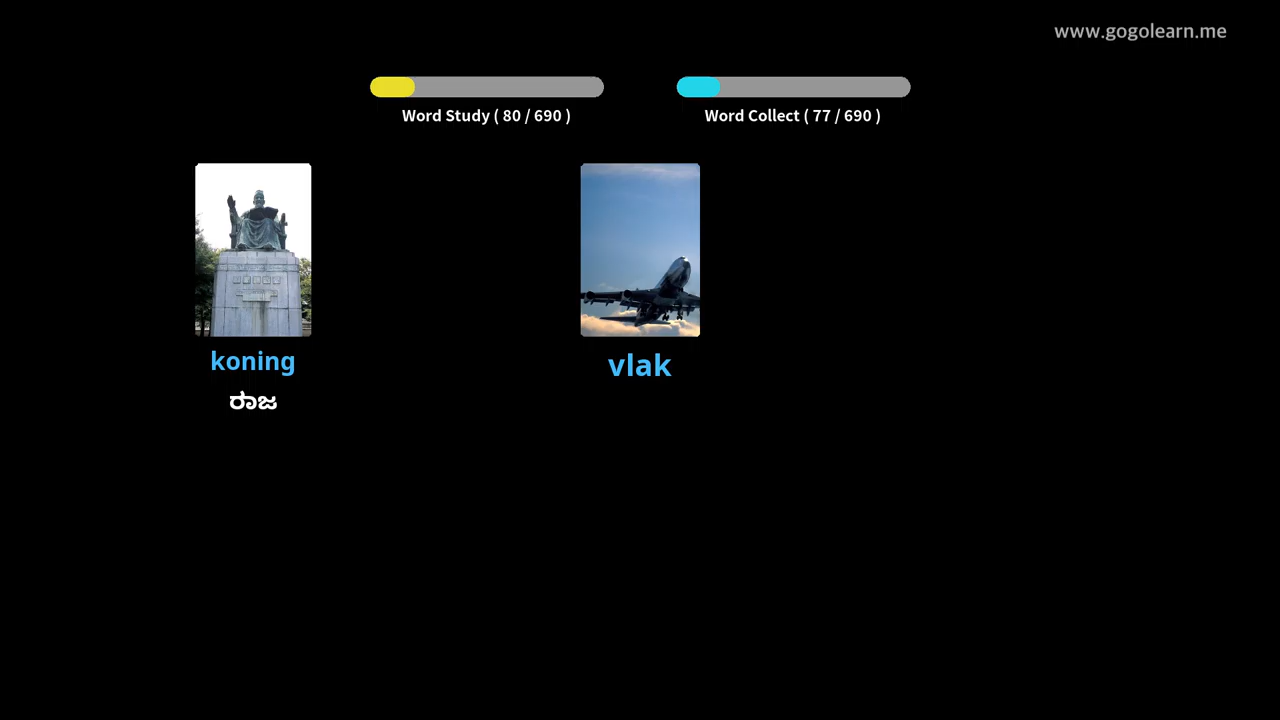 www.gogolearn.me
Word Study ( 80 / 690 )
Word Collect ( 77 / 690 )
koning
ರಾಜ
vlak